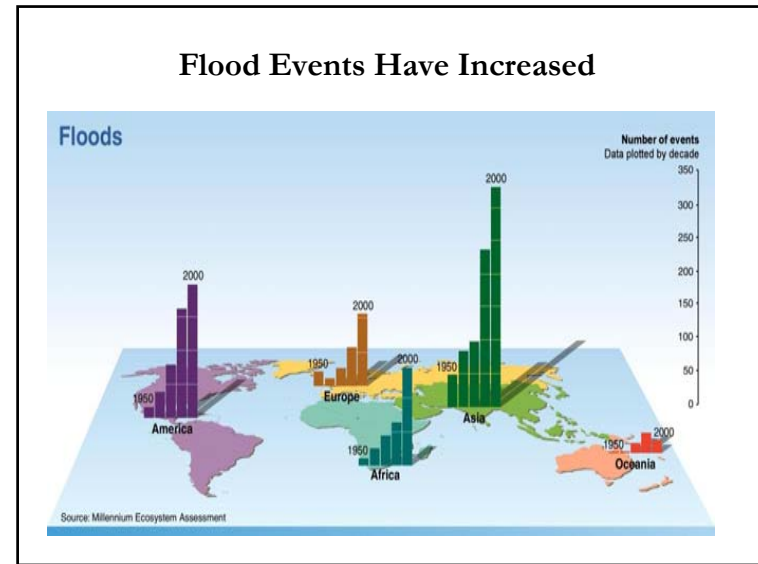 Flood Events Have Increased
Floods
Number of events
Data plotted by decade
350
300
250
200
150
100
50
0
2000
1950
America
2000
1950
Europe
2000
1950
Africa
2000
1950
Asia
1950
2000
Oceania
Source: Millennium Ecosystem Assessment